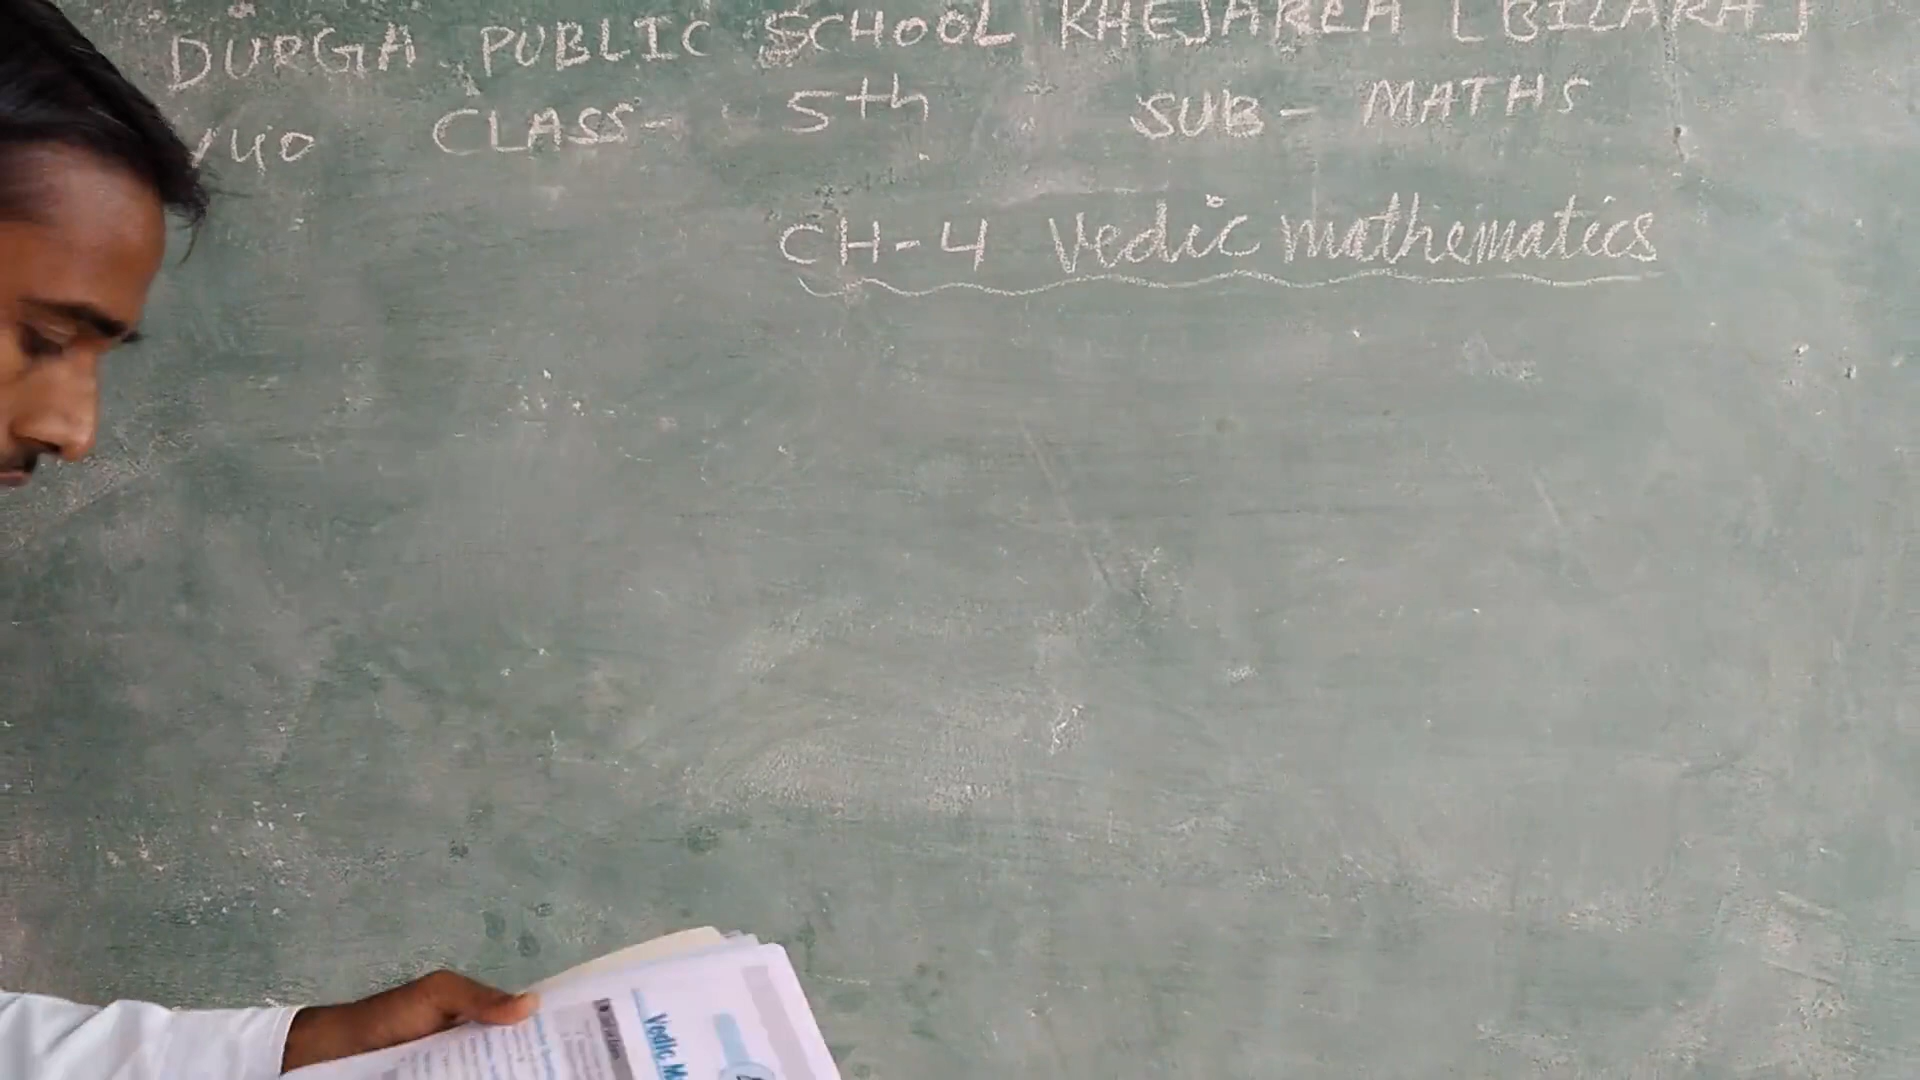 DURGA PUBLIC SCHOOL KHEJARLA [BILARA]
CLASS- 5th SUB- MATHS
CH-4 Vedic mathematics
Vedic